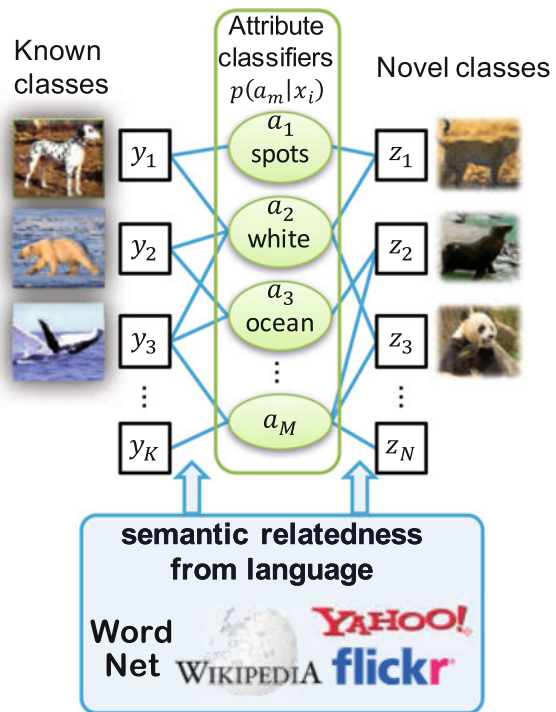 Known
classes
Attribute
classifiers
p(a_m|x_i)
Novel classes
y_1
a_1
spots
z_1
y_2
a_2
white
z_2
y_3
a_3
ocean
z_3
⋮
⋮
⋮
y_K
a_M
z_N
semantic relatedness
from language
Word
Net
WIKIPEDIA
YAHOO!
flickr